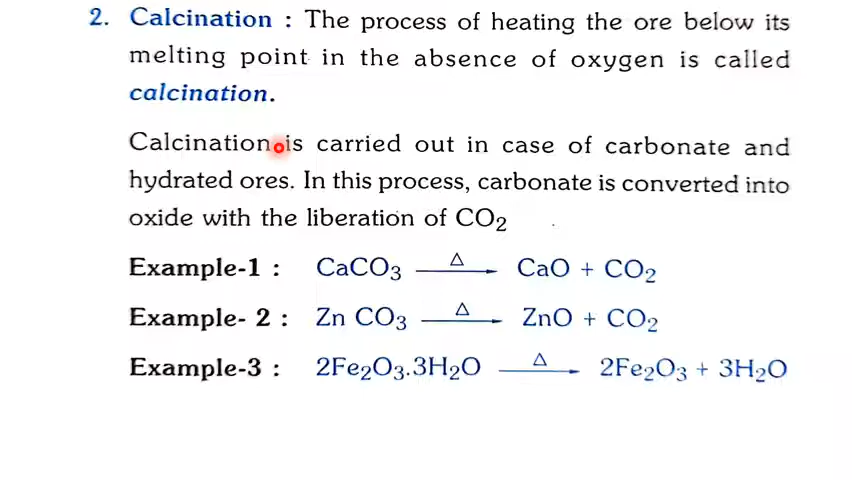 2. Calcination : The process of heating the ore below its
melting point in the absence of oxygen is called
calcination.
Calcination is carried out in case of carbonate and
hydrated ores. In this process, carbonate is converted into
oxide with the liberation of CO₂
Example-1 : CaCO₃ —Δ→ CaO + CO₂
Example- 2 : Zn CO₃ —Δ→ ZnO + CO₂
Example-3 : 2Fe₂O₃.3H₂O —Δ→ 2Fe₂O₃ + 3H₂O